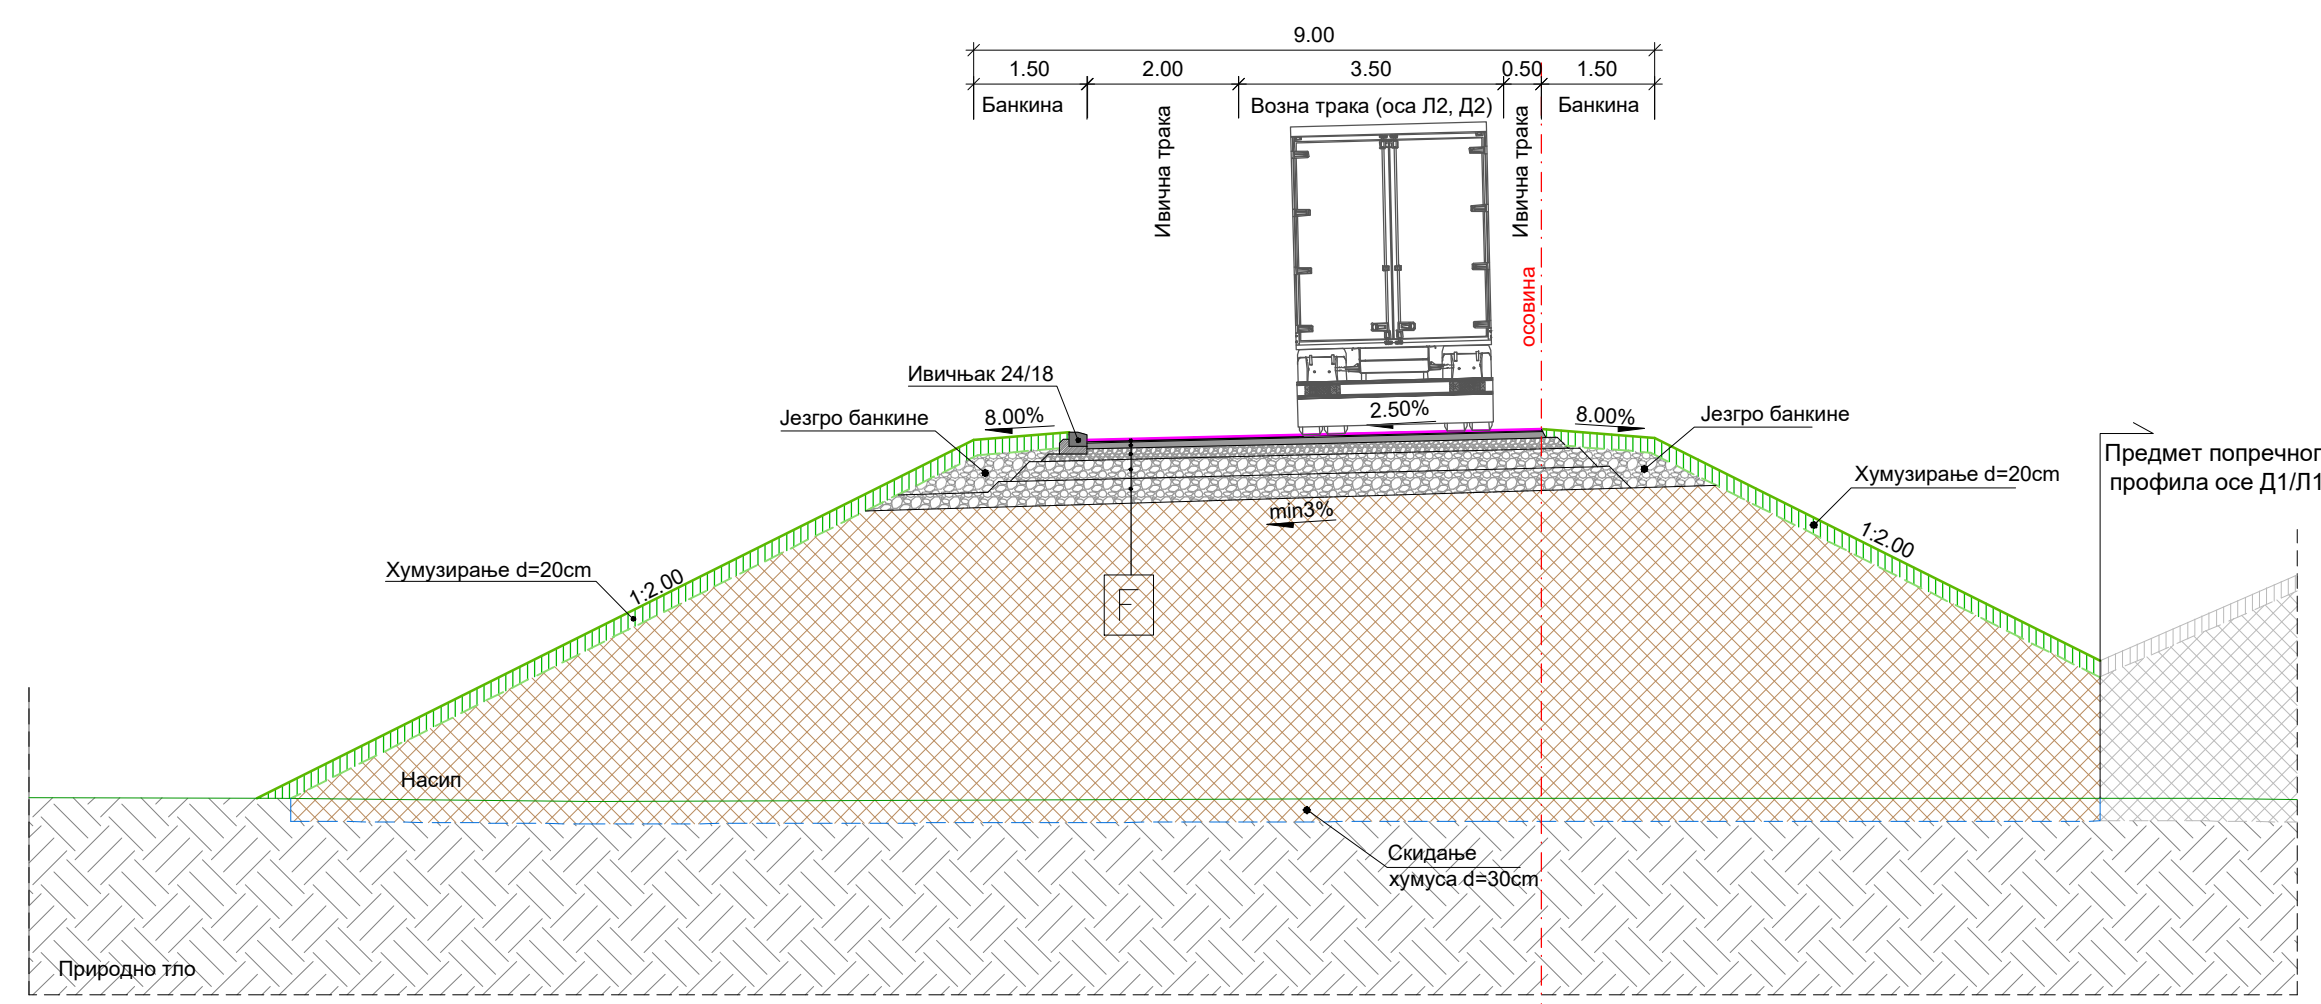 9.00
1.50 2.00 3.50 0.50 1.50
Банкина Возна трака (оса Л2, Д2) Банкина
Ивична трака
Ивична трака
осовина
Ивичњак 24/18
Језгро банкине
8.00%
2.50%
8.00%
Језгро банкине
Предмет попречног
профила осе Д1/Л1
Хумузирање d=20cm
min3%
1:2.00
Хумузирање d=20cm
1:2.00
F
Насип
Скидање
хумуса d=30cm
Природно тло